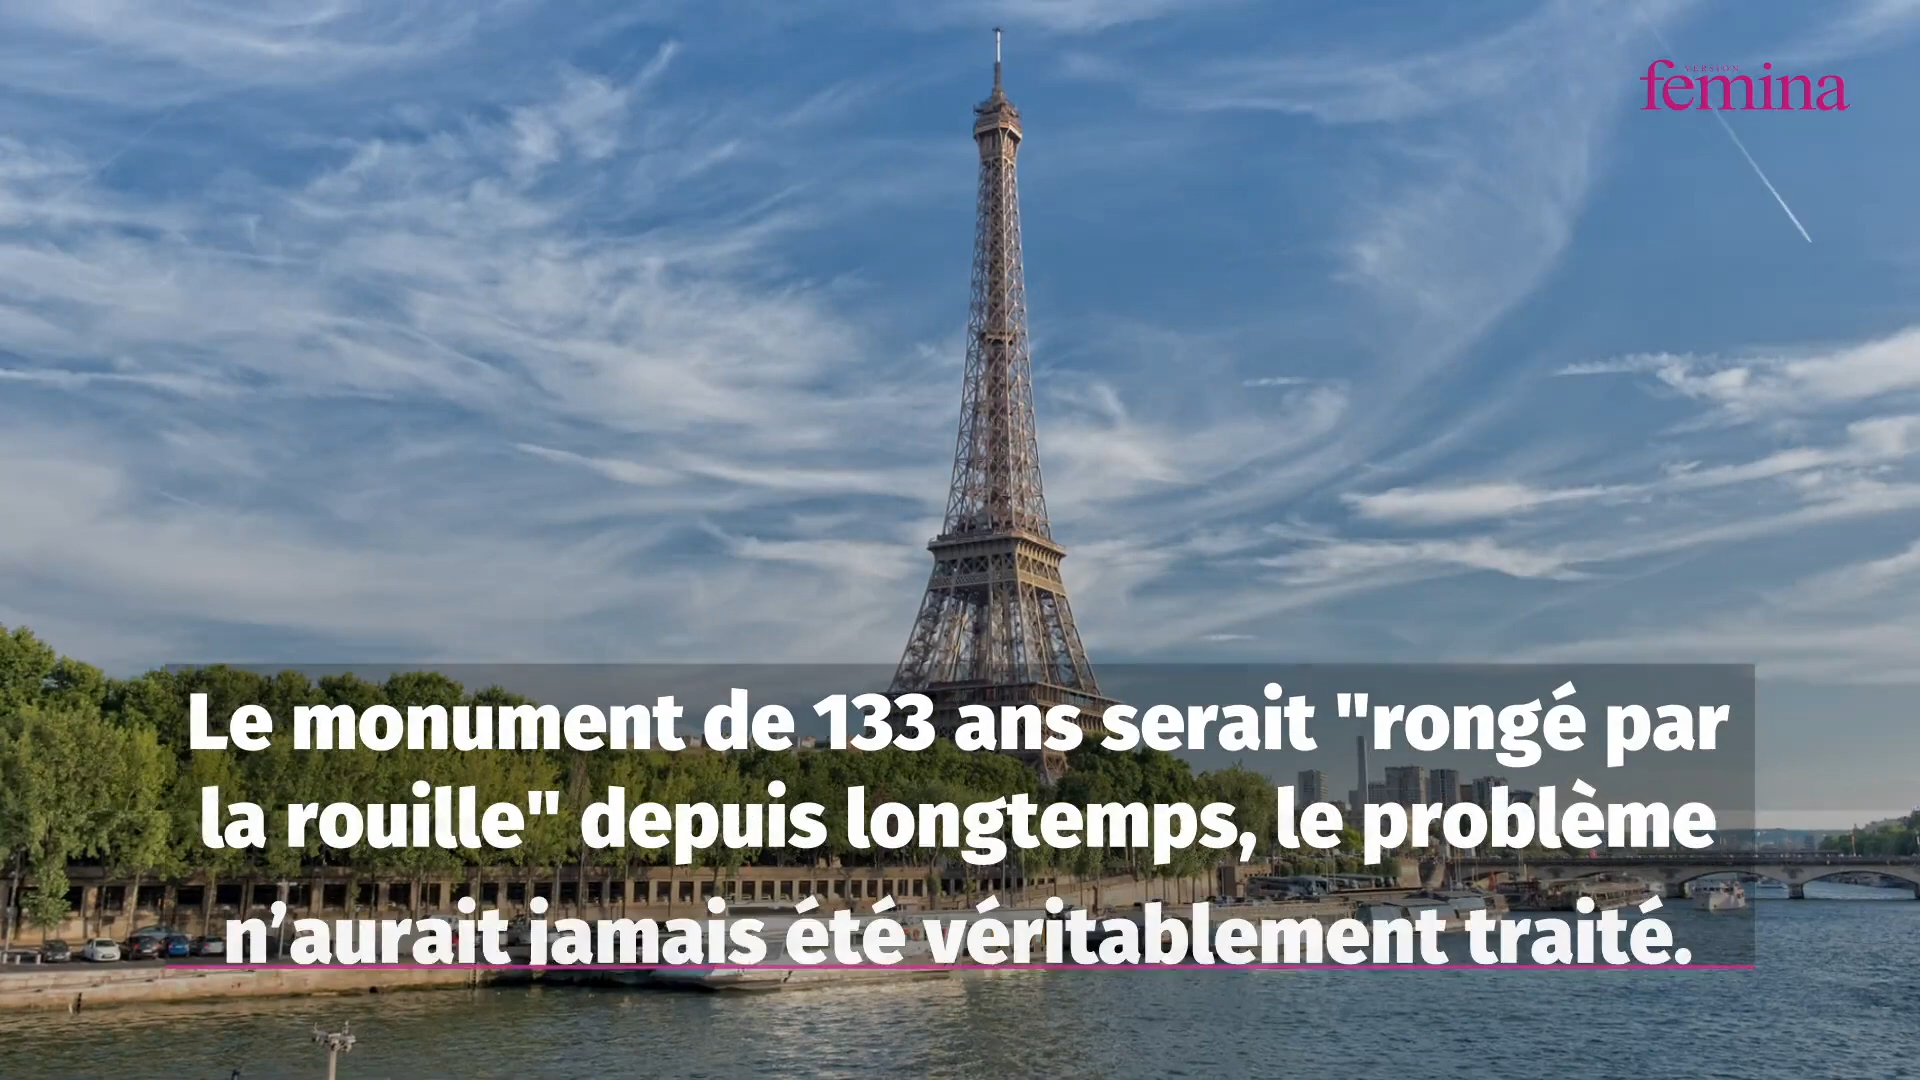 VERSION
femina
Le monument de 133 ans serait "rongé par
la rouille" depuis longtemps, le problème
n’aurait jamais été véritablement traité.